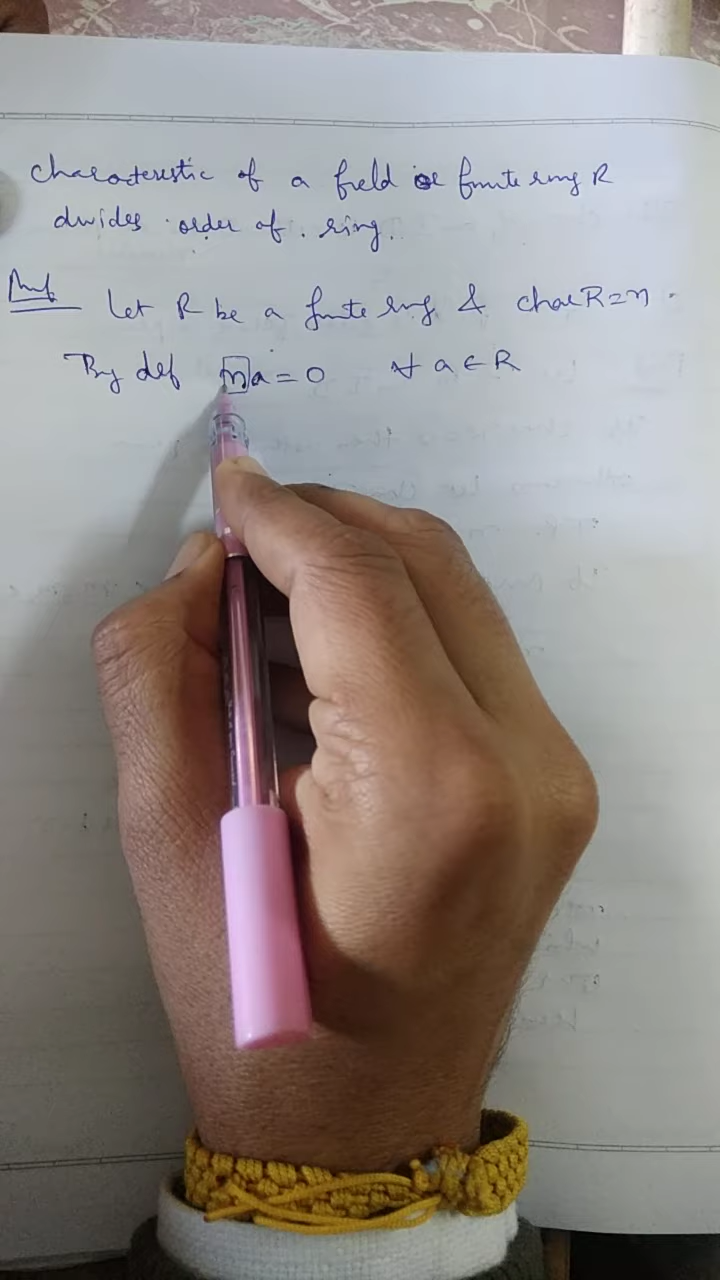 characterestic of a field or finite ring R
divides order of . ring.
Proof Let R be a finite ring & char R = n .
By def na = 0 ∀ a ∈ R